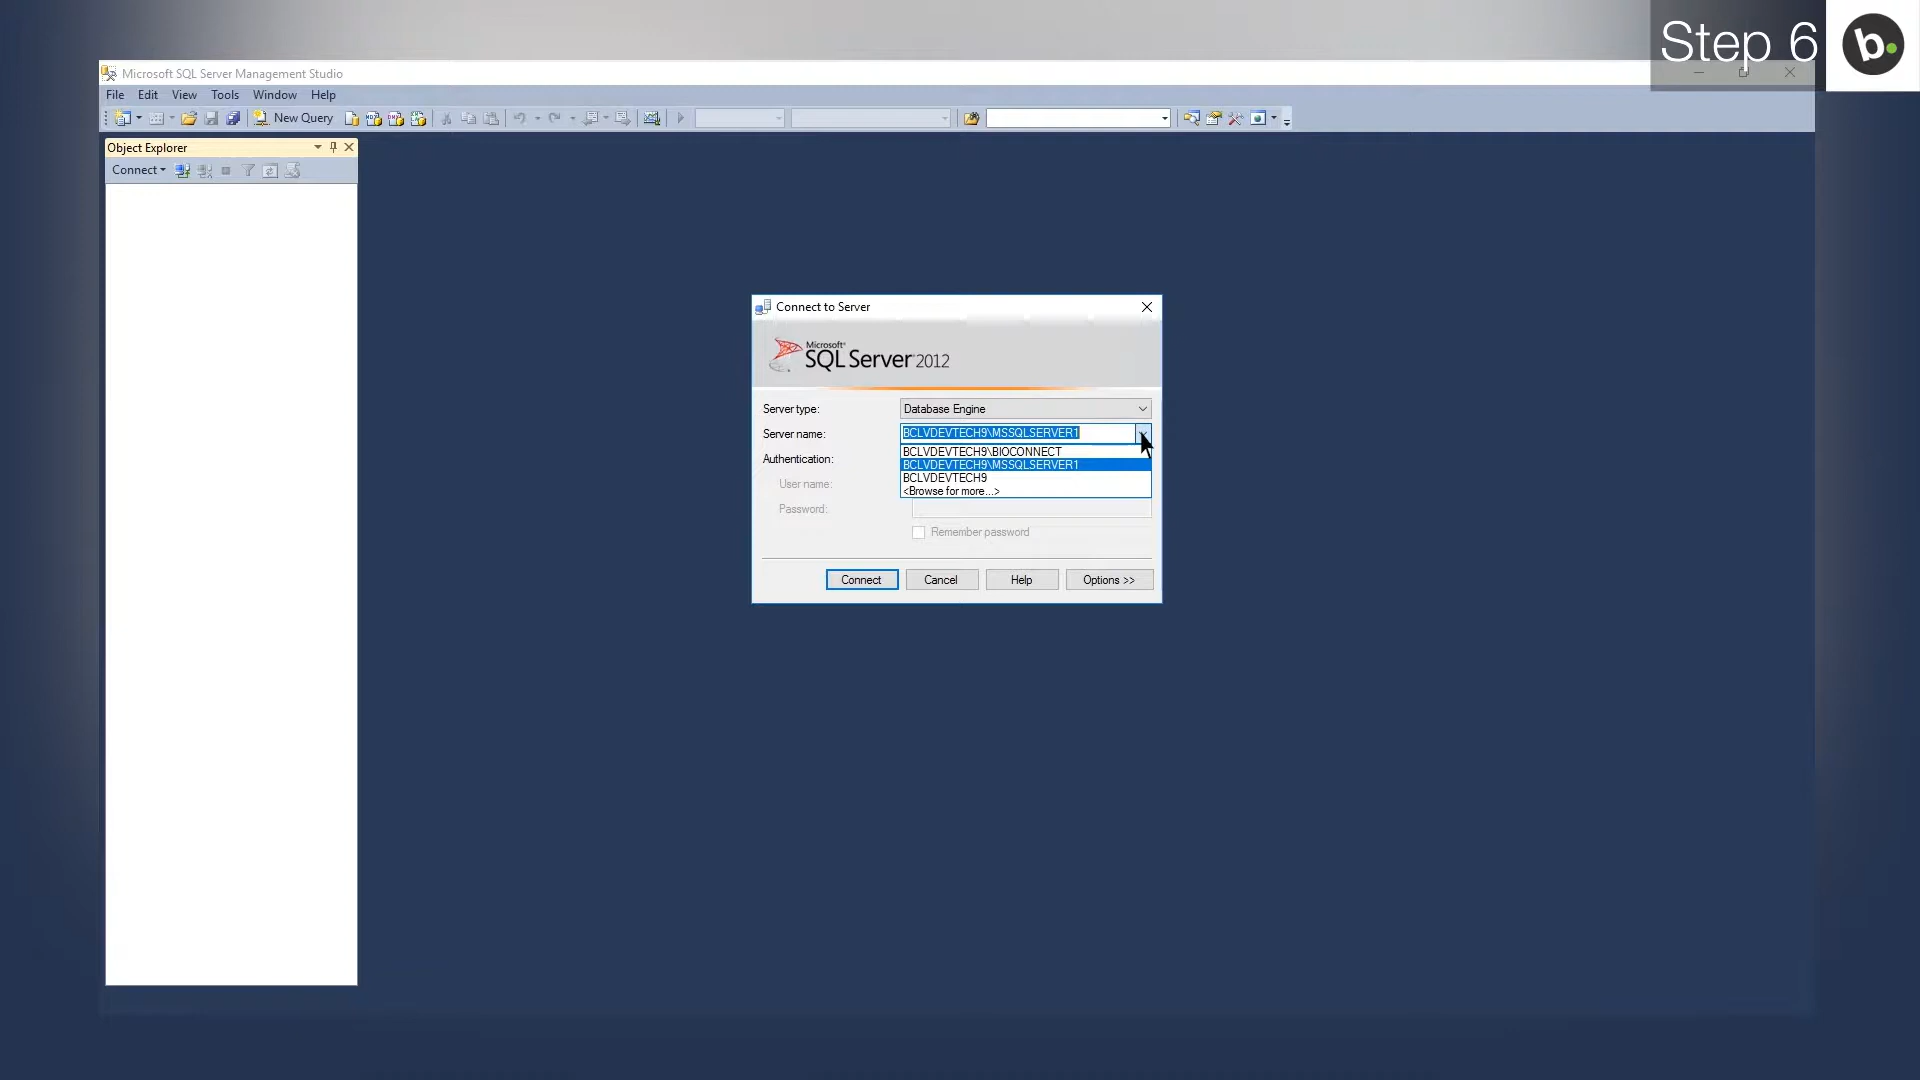 Step 6
b.
Microsoft SQL Server Management Studio
File Edit View Tools Window Help
New Query
Object Explorer
Connect
Connect to Server
Microsoft®
SQL Server® 2012
Server type: Database Engine
Server name: BCLVDEVTECH9\MSSQLSERVER1
BCLVDEVTECH9\BIOCONNECT
Authentication: BCLVDEVTECH9\MSSQLSERVER1
BCLVDEVTECH9
User name: <Browse for more...>
Password:
Remember password
Connect Cancel Help Options >>